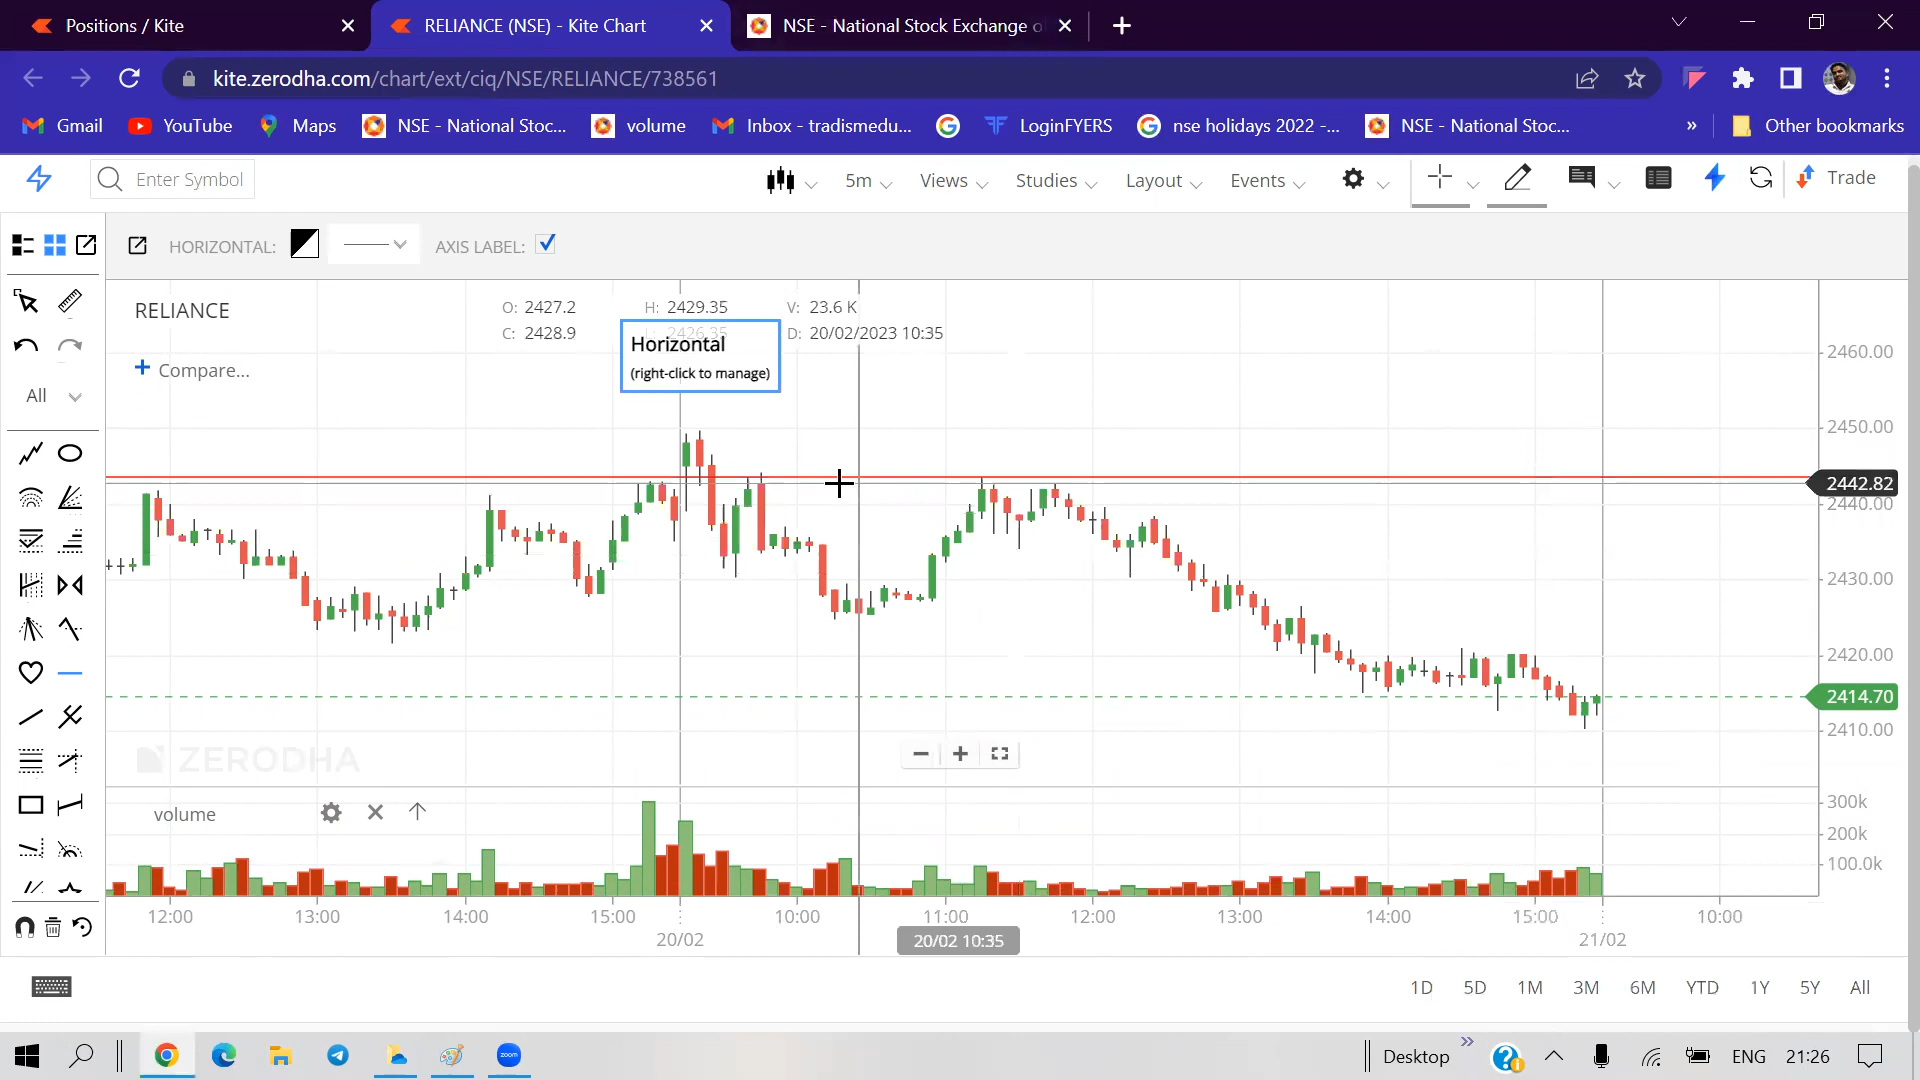 Positions / Kite
RELIANCE (NSE) - Kite Chart
NSE - National Stock Exchange o
kite.zerodha.com/chart/ext/ciq/NSE/RELIANCE/738561
Gmail YouTube Maps NSE - National Stoc... volume Inbox - tradismedu... LoginFYERS nse holidays 2022 -... NSE - National Stoc... » Other bookmarks
Enter Symbol 5m Views Studies Layout Events Trade
HORIZONTAL: AXIS LABEL:
RELIANCE
O: 2427.2 H: 2429.35 V: 23.6 K
C: 2428.9 L: 2426.35 D: 20/02/2023 10:35
Horizontal
(right-click to manage)
+ Compare...
All
2460.00
2450.00
2442.82
2440.00
2430.00
2420.00
2414.70
2410.00
ZERODHA
volume
300k
200k
100.0k
12:00 13:00 14:00 15:00 10:00 11:00 12:00 13:00 14:00 15:00 10:00
20/02 20/02 10:35 21/02
1D 5D 1M 3M 6M YTD 1Y 5Y All
zoom
Desktop » ENG 21:26